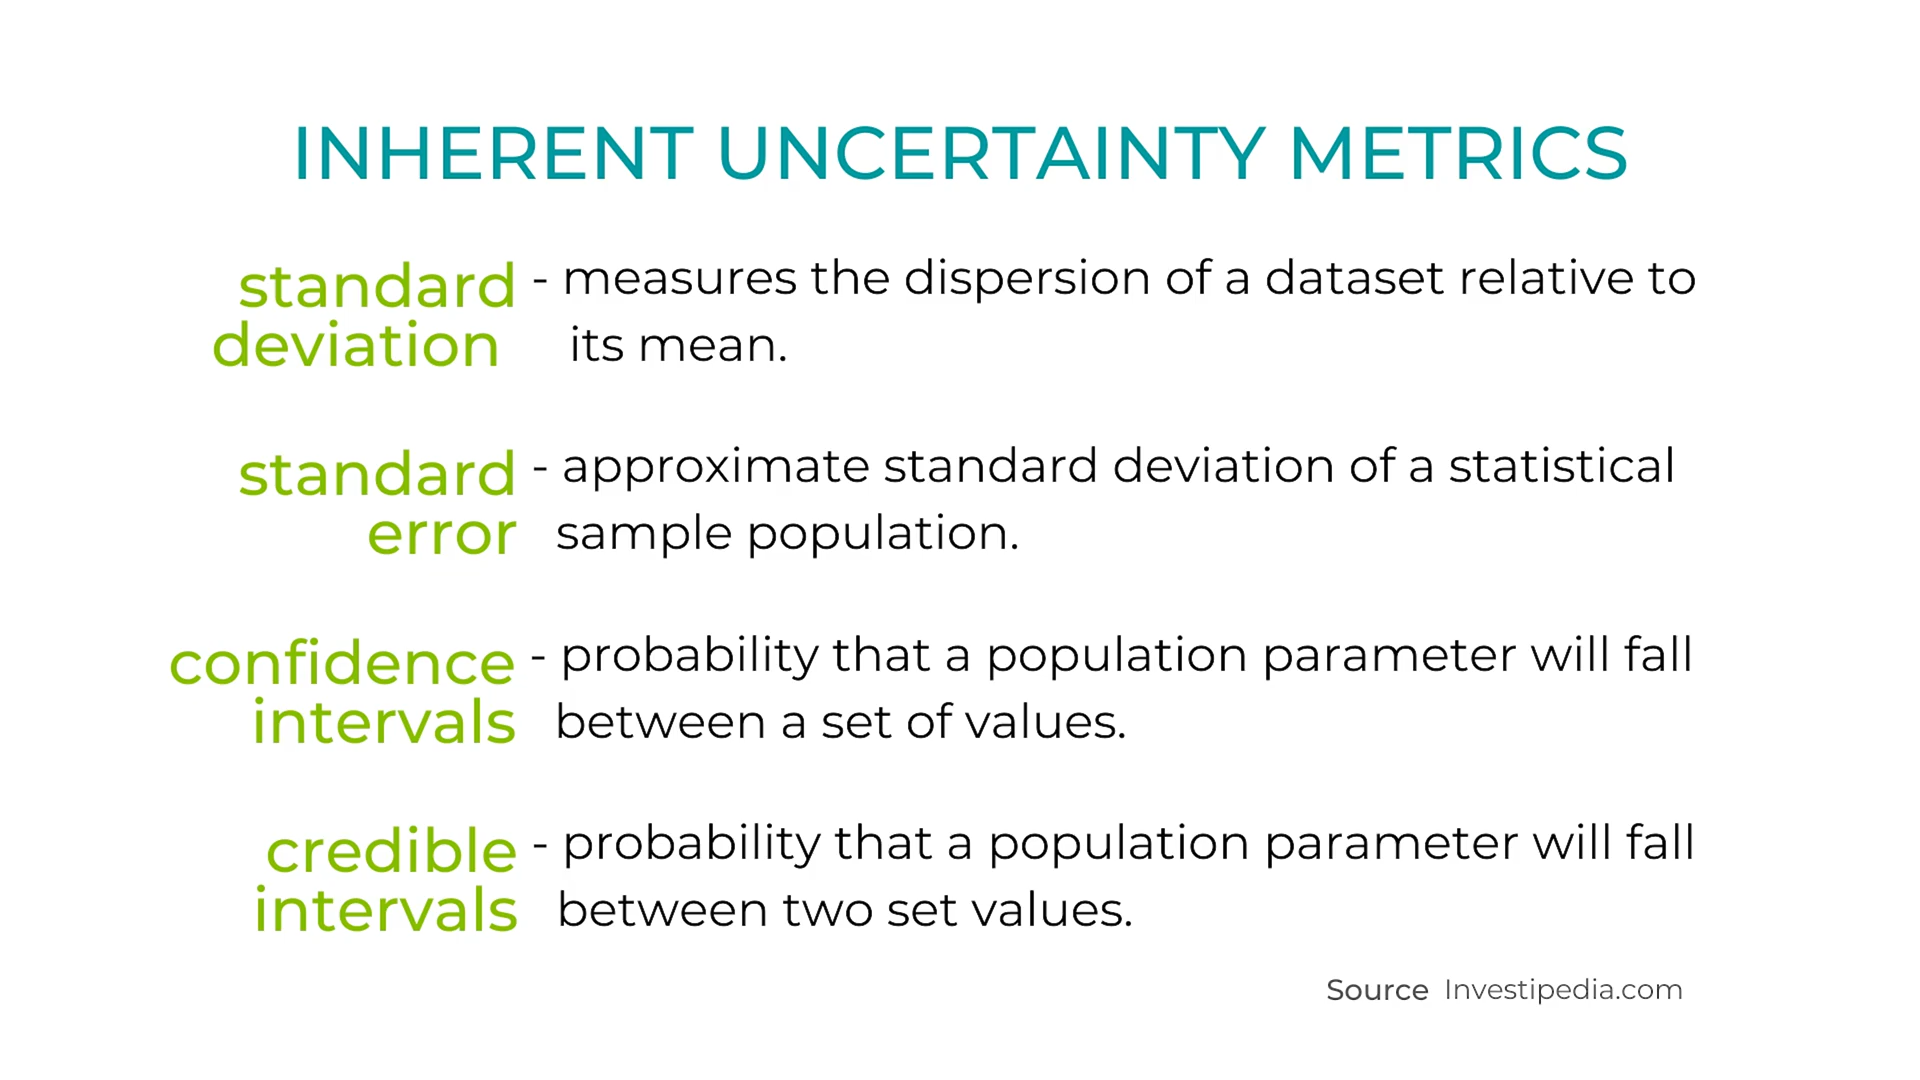 INHERENT UNCERTAINTY METRICS
standard deviation - measures the dispersion of a dataset relative to
its mean.
standard error - approximate standard deviation of a statistical
sample population.
confidence intervals - probability that a population parameter will fall
between a set of values.
credible intervals - probability that a population parameter will fall
between two set values.
Source Investipedia.com